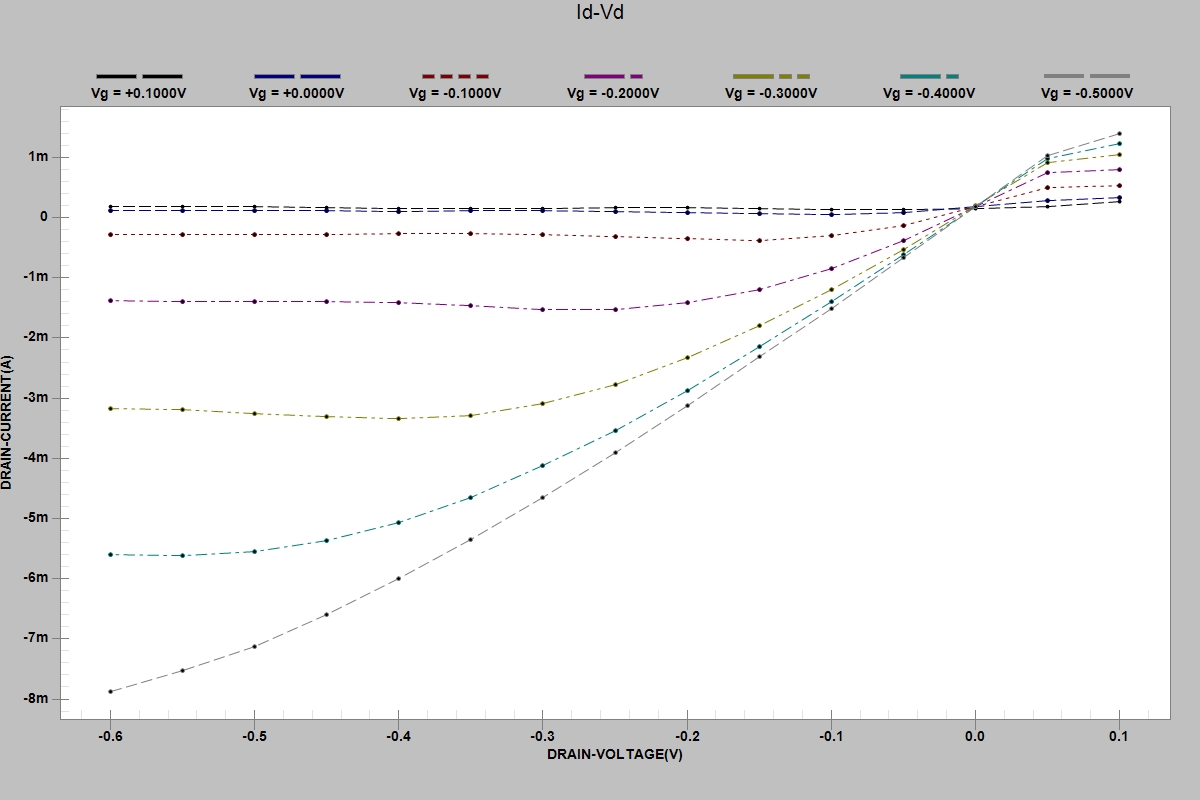 Id-Vd
Vg = +0.1000V
Vg = +0.0000V
Vg = -0.1000V
Vg = -0.2000V
Vg = -0.3000V
Vg = -0.4000V
Vg = -0.5000V
1m
0
-1m
-2m
-3m
-4m
-5m
-6m
-7m
-8m
DRAIN-CURRENT(A)
-0.6
-0.5
-0.4
-0.3
-0.2
-0.1
0.0
0.1
DRAIN-VOLTAGE(V)